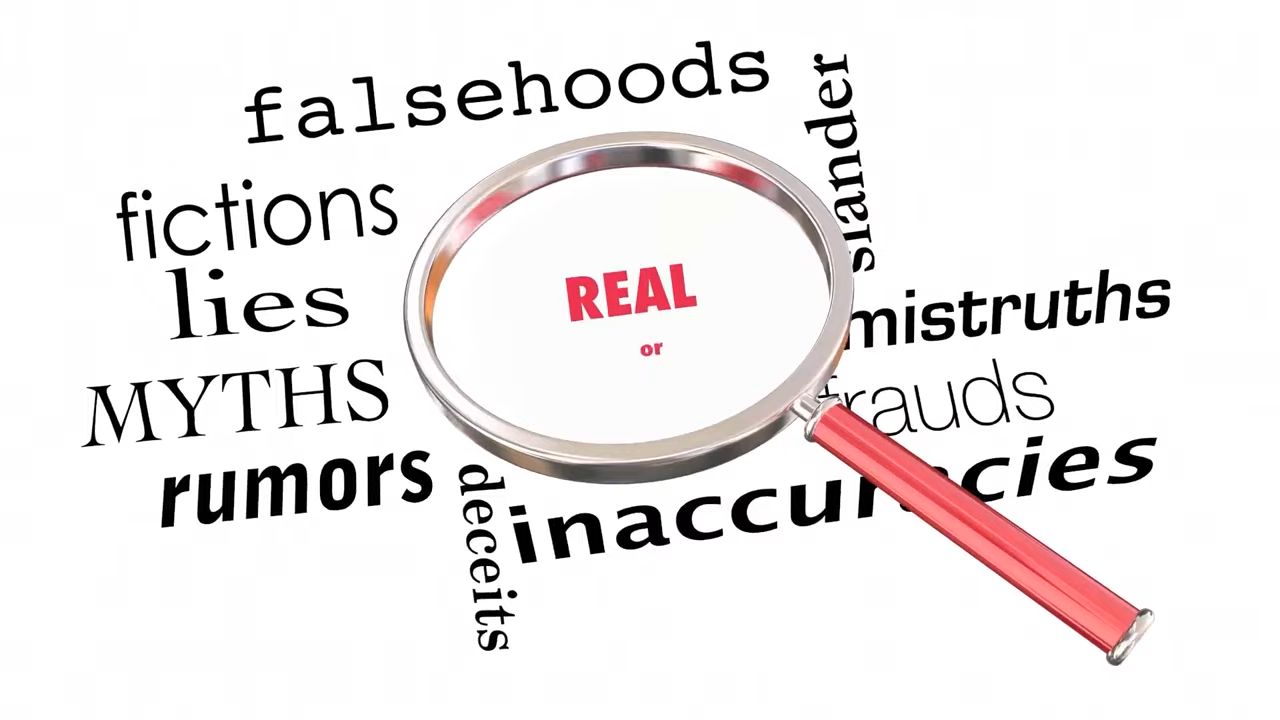 falsehoods
slander
fictions
lies
REAL
or
mistruths
MYTHS
frauds
rumors
deceits
inaccuracies